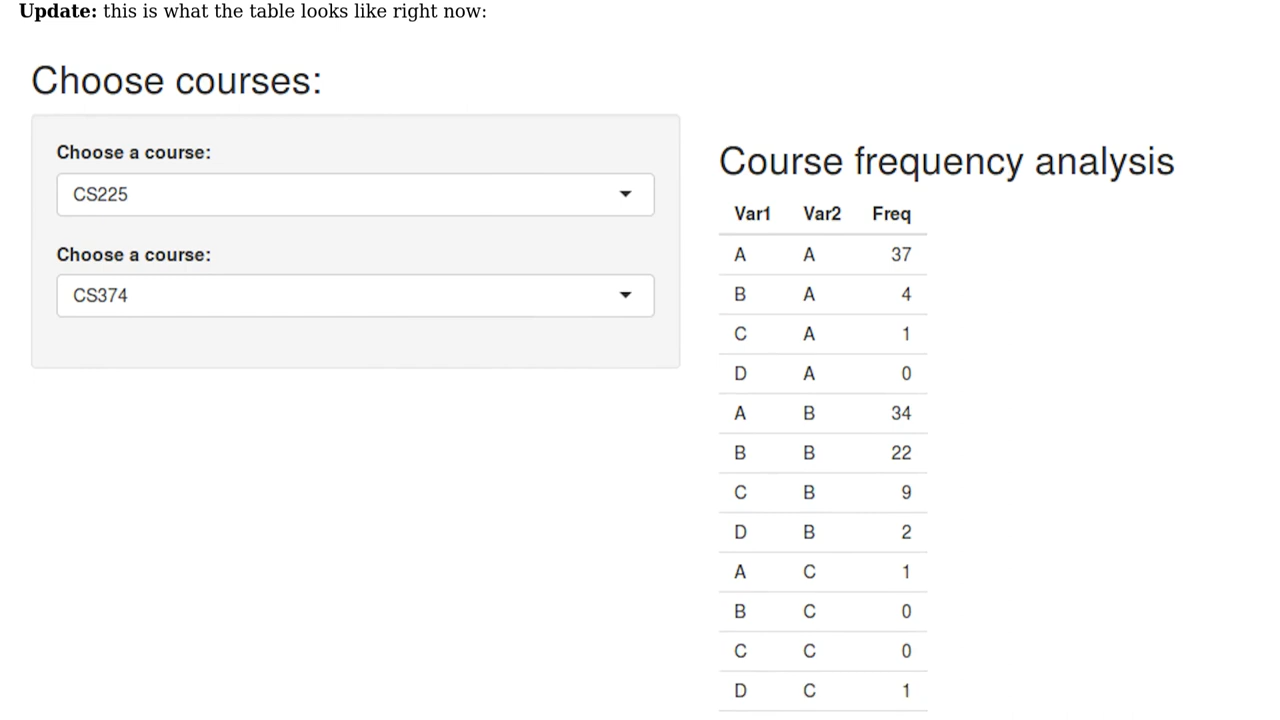 Update: this is what the table looks like right now:
Choose courses:
Choose a course:
CS225
Choose a course:
CS374
Course frequency analysis
Var1 Var2 Freq
A A 37
B A 4
C A 1
D A 0
A B 34
B B 22
C B 9
D B 2
A C 1
B C 0
C C 0
D C 1